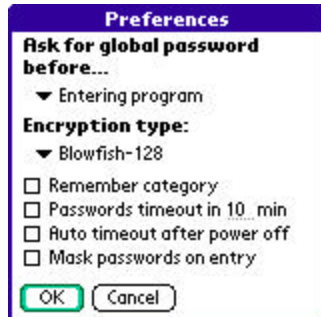 Preferences
Ask for global password
before...
Entering program
Encryption type:
Blowfish-128
Remember category
Passwords timeout in 10 min
Auto timeout after power off
Mask passwords on entry
OK Cancel